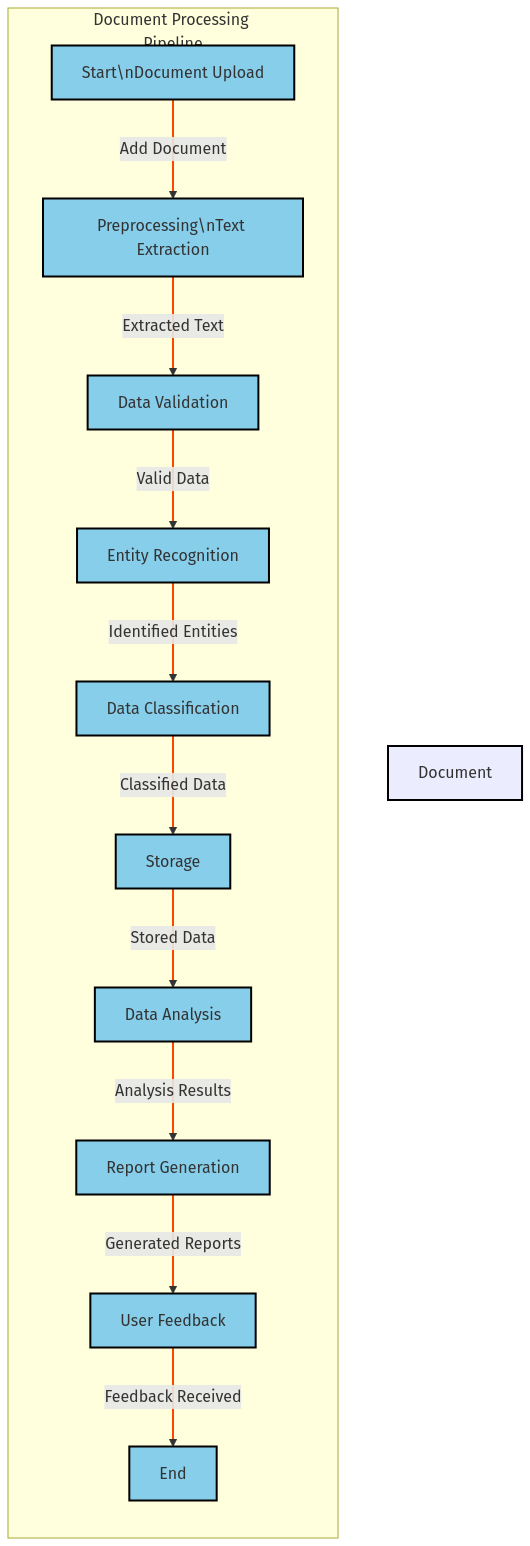 Document Processing
Pipeline
Start\nDocument Upload
Add Document
Preprocessing\nText
Extraction
Extracted Text
Data Validation
Valid Data
Entity Recognition
Identified Entities
Data Classification
Document
Classified Data
Storage
Stored Data
Data Analysis
Analysis Results
Report Generation
Generated Reports
User Feedback
Feedback Received
End